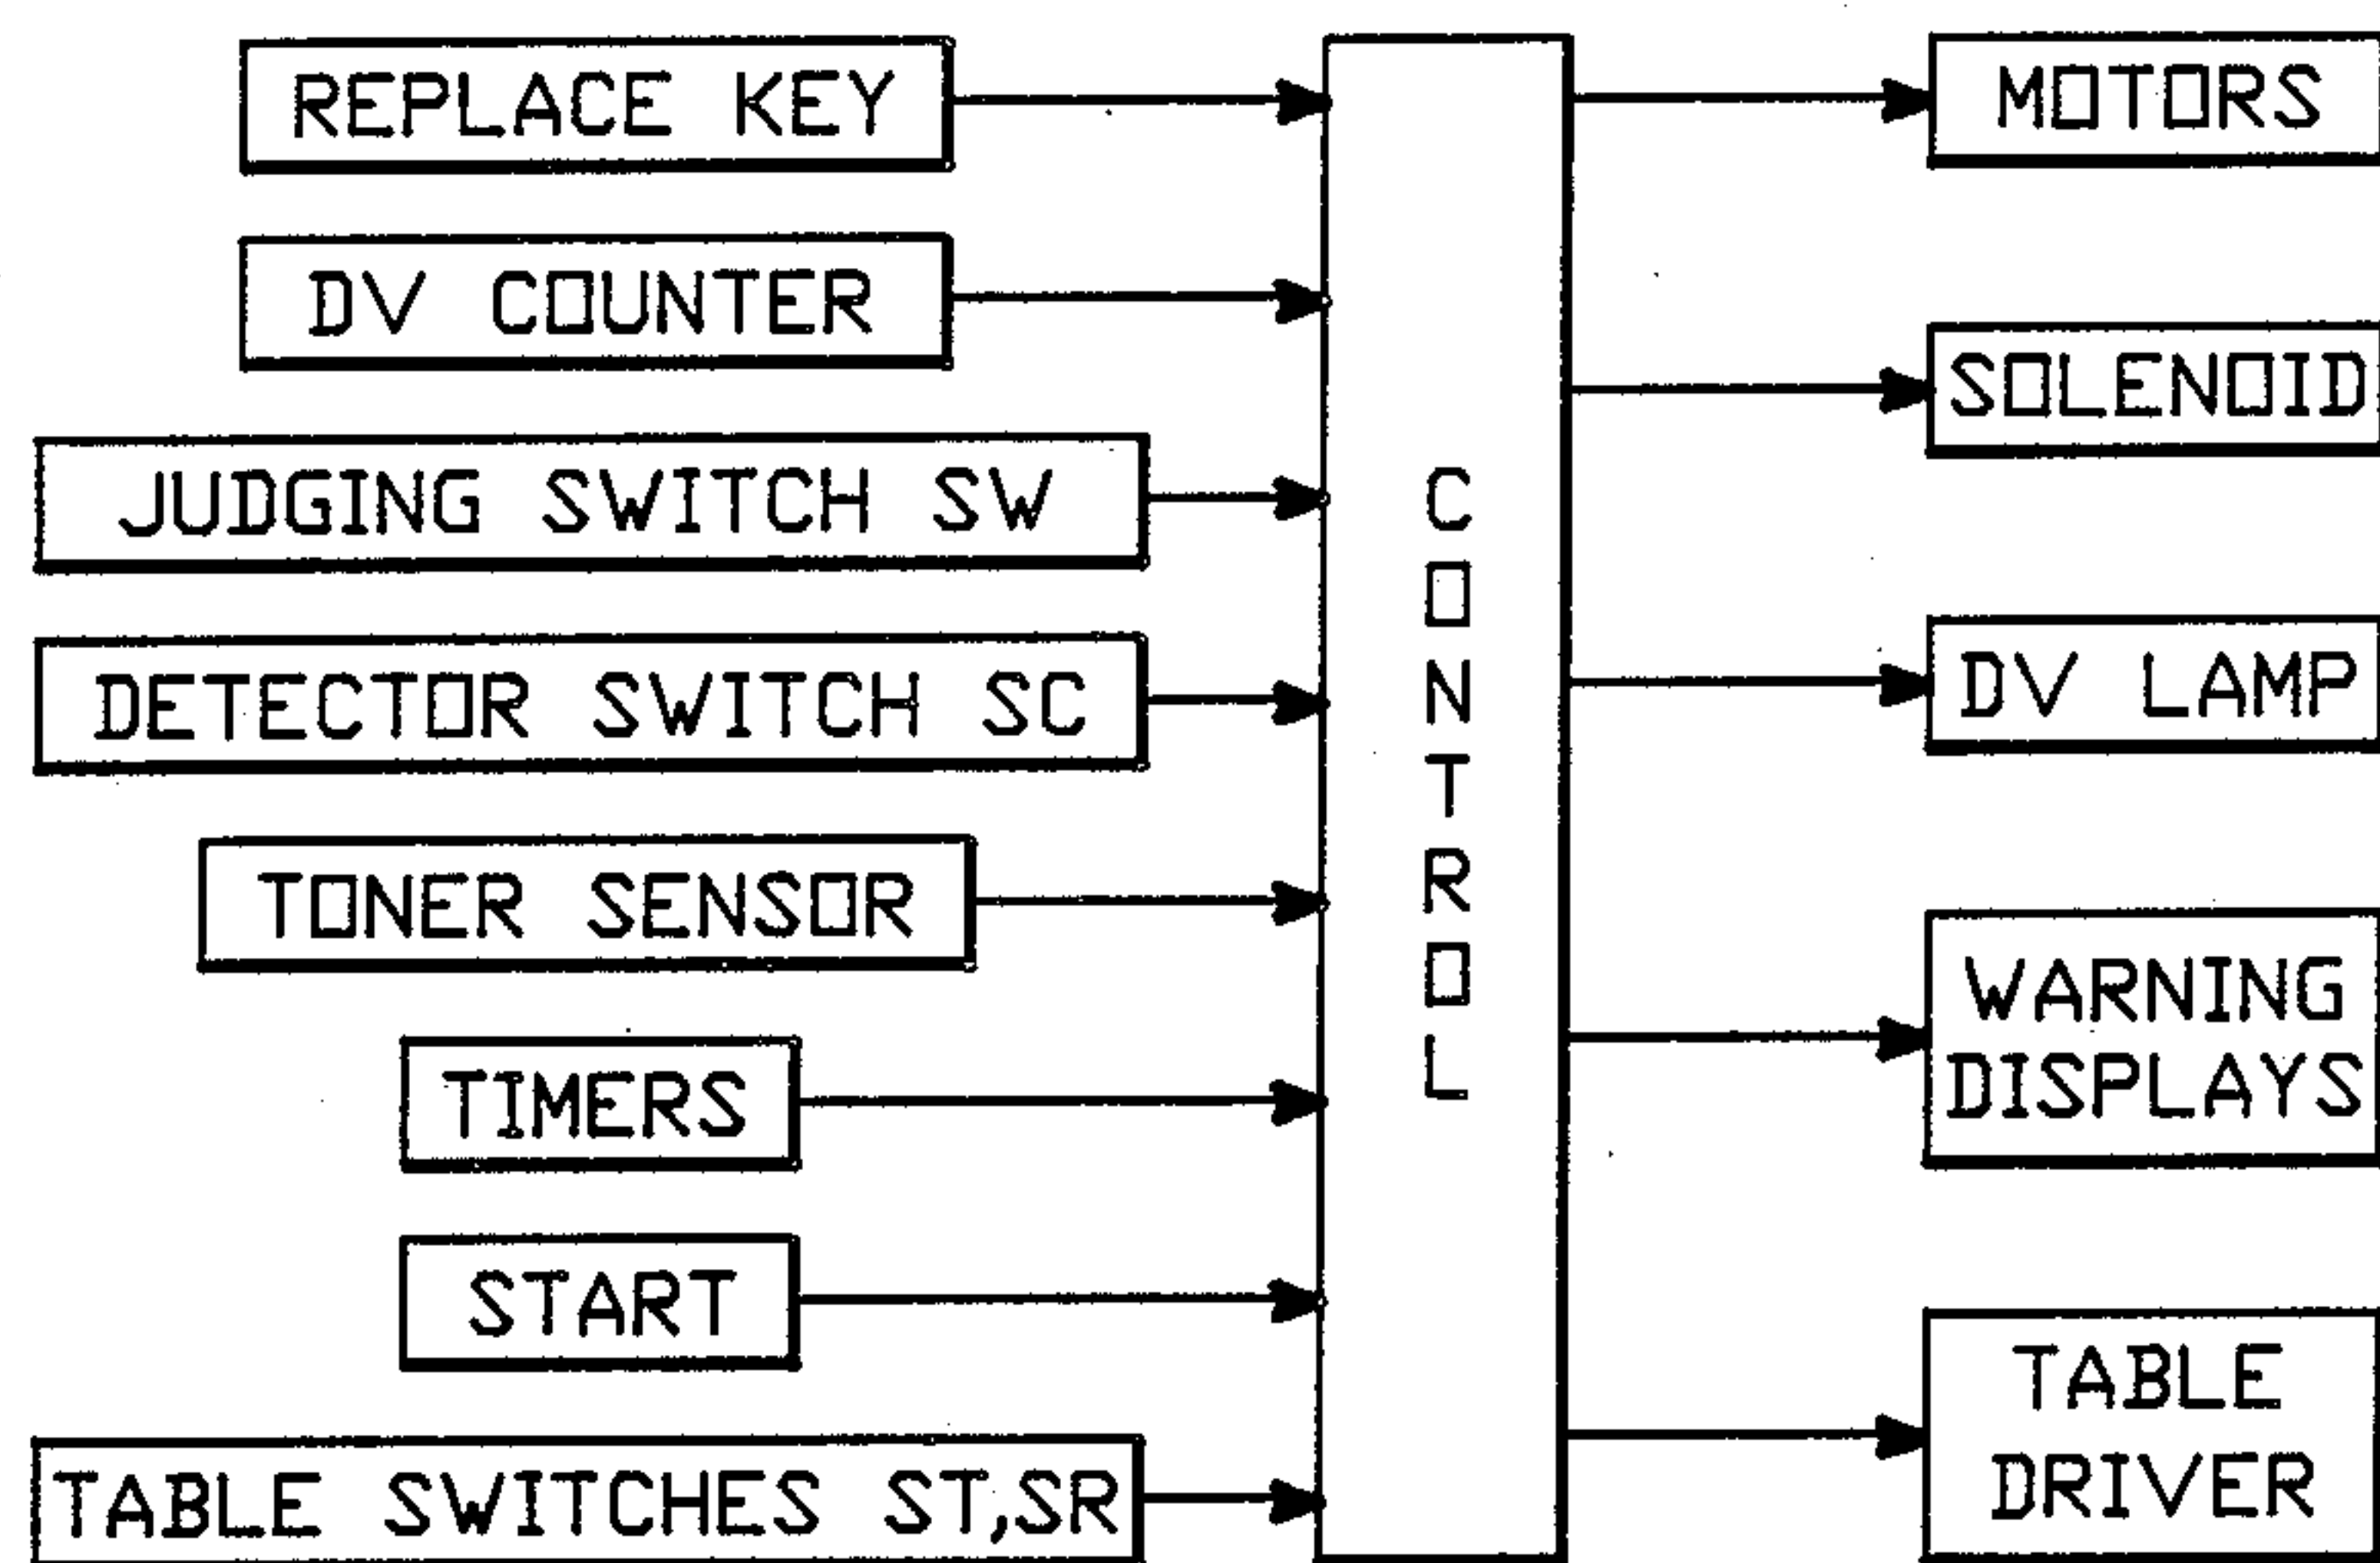 REPLACE KEY
DV COUNTER
JUDGING SWITCH SW
DETECTOR SWITCH SC
TONER SENSOR
TIMERS
START
TABLE SWITCHES ST,SR
CONTROL
MOTORS
SOLENOID
DV LAMP
WARNING
DISPLAYS
TABLE
DRIVER